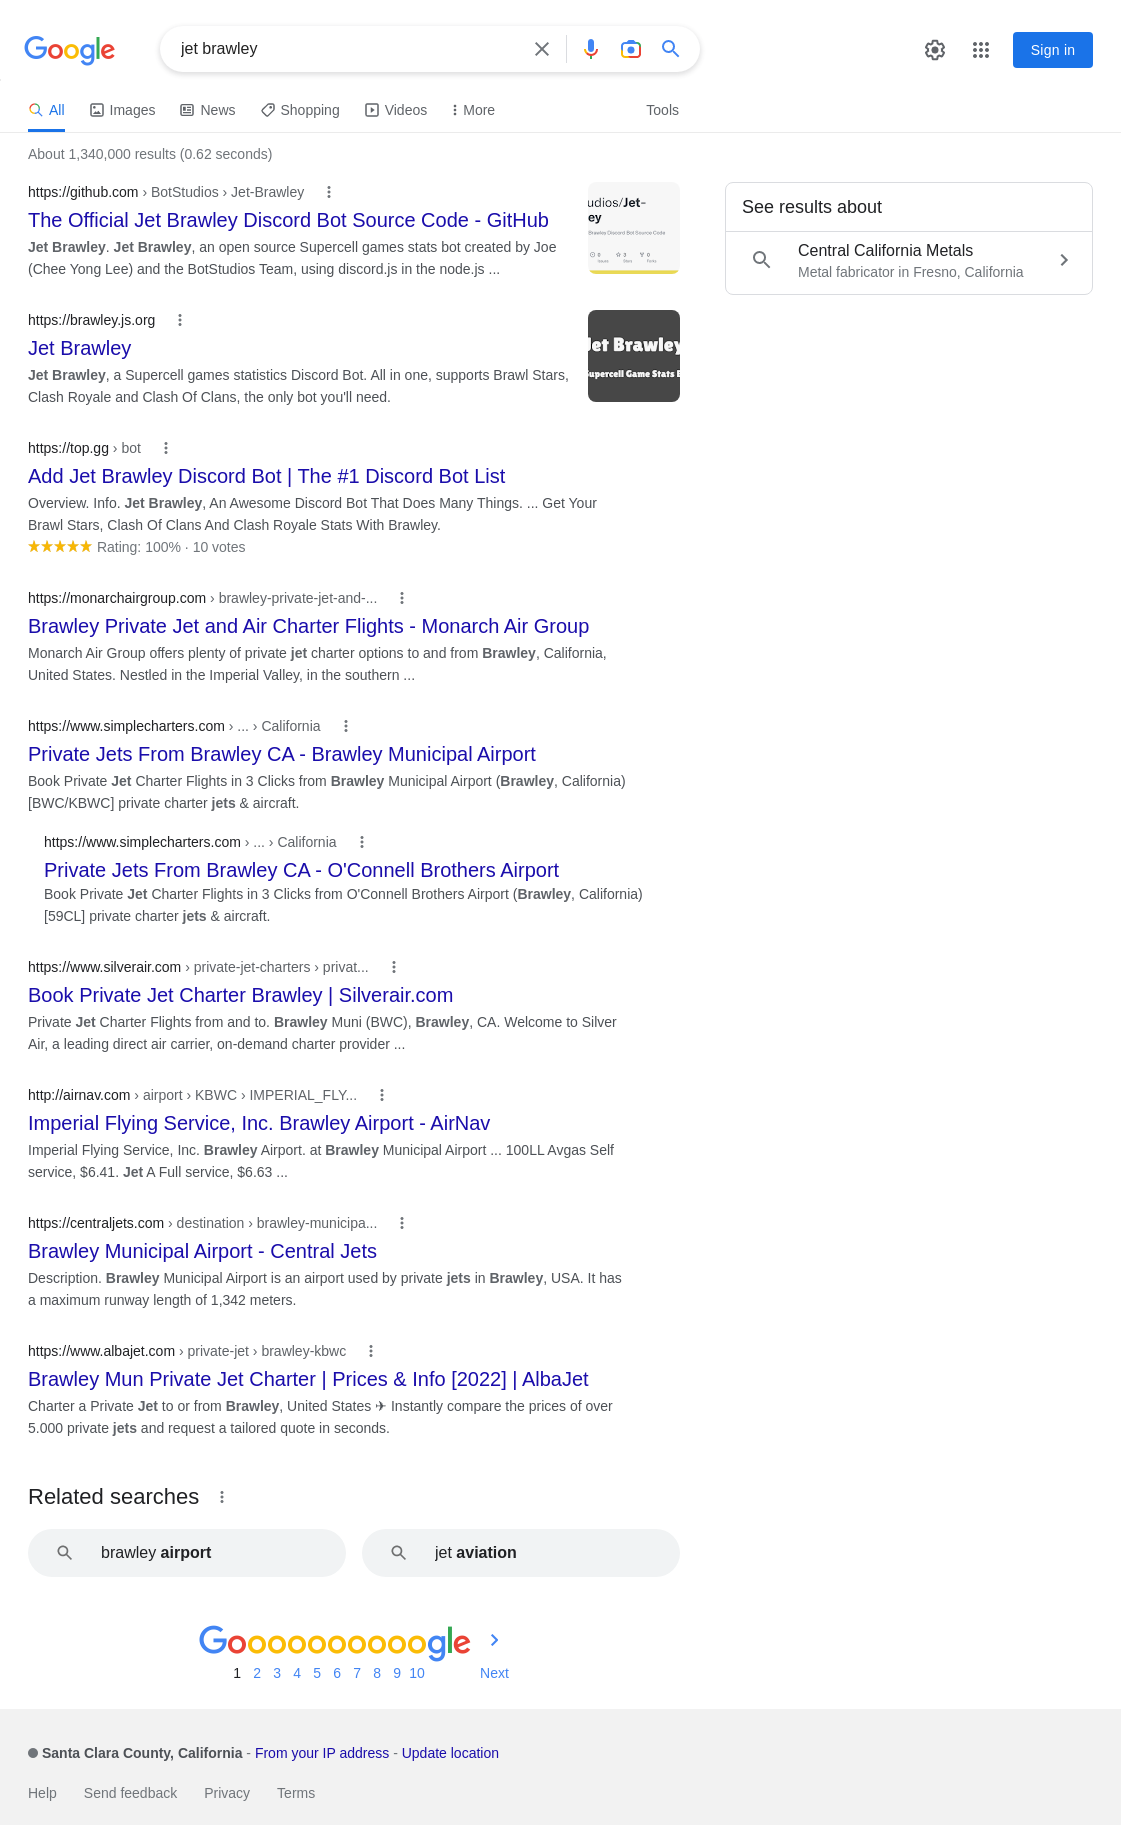 Google
jet brawley
Sign in
All
Images
News
Shopping
Videos
More
Tools
About 1,340,000 results (0.62 seconds)
https://github.com › BotStudios › Jet-Brawley
The Official Jet Brawley Discord Bot Source Code - GitHub
Jet Brawley. Jet Brawley, an open source Supercell games stats bot created by Joe
(Chee Yong Lee) and the BotStudios Team, using discord.js in the node.js ...
udios/Jet-
ey
Brawley Discord Bot Source Code
https://brawley.js.org
Jet Brawley
Jet Brawley, a Supercell games statistics Discord Bot. All in one, supports Brawl Stars,
Clash Royale and Clash Of Clans, the only bot you'll need.
Jet Brawley
Supercell Game Stats B
https://top.gg › bot
Add Jet Brawley Discord Bot | The #1 Discord Bot List
Overview. Info. Jet Brawley, An Awesome Discord Bot That Does Many Things. ... Get Your
Brawl Stars, Clash Of Clans And Clash Royale Stats With Brawley.
Rating: 100% · 10 votes
https://monarchairgroup.com › brawley-private-jet-and-...
Brawley Private Jet and Air Charter Flights - Monarch Air Group
Monarch Air Group offers plenty of private jet charter options to and from Brawley, California,
United States. Nestled in the Imperial Valley, in the southern ...
https://www.simplecharters.com › ... › California
Private Jets From Brawley CA - Brawley Municipal Airport
Book Private Jet Charter Flights in 3 Clicks from Brawley Municipal Airport (Brawley, California)
[BWC/KBWC] private charter jets & aircraft.
https://www.simplecharters.com › ... › California
Private Jets From Brawley CA - O'Connell Brothers Airport
Book Private Jet Charter Flights in 3 Clicks from O'Connell Brothers Airport (Brawley, California)
[59CL] private charter jets & aircraft.
https://www.silverair.com › private-jet-charters › privat...
Book Private Jet Charter Brawley | Silverair.com
Private Jet Charter Flights from and to. Brawley Muni (BWC), Brawley, CA. Welcome to Silver
Air, a leading direct air carrier, on-demand charter provider ...
http://airnav.com › airport › KBWC › IMPERIAL_FLY...
Imperial Flying Service, Inc. Brawley Airport - AirNav
Imperial Flying Service, Inc. Brawley Airport. at Brawley Municipal Airport ... 100LL Avgas Self
service, $6.41. Jet A Full service, $6.63 ...
https://centraljets.com › destination › brawley-municipa...
Brawley Municipal Airport - Central Jets
Description. Brawley Municipal Airport is an airport used by private jets in Brawley, USA. It has
a maximum runway length of 1,342 meters.
https://www.albajet.com › private-jet › brawley-kbwc
Brawley Mun Private Jet Charter | Prices & Info [2022] | AlbaJet
Charter a Private Jet to or from Brawley, United States ✈ Instantly compare the prices of over
5.000 private jets and request a tailored quote in seconds.
See results about
Central California Metals
Metal fabricator in Fresno, California
Related searches
brawley airport
jet aviation
Goooooooooogle
1 2 3 4 5 6 7 8 9 10 Next
Santa Clara County, California - From your IP address - Update location
Help Send feedback Privacy Terms